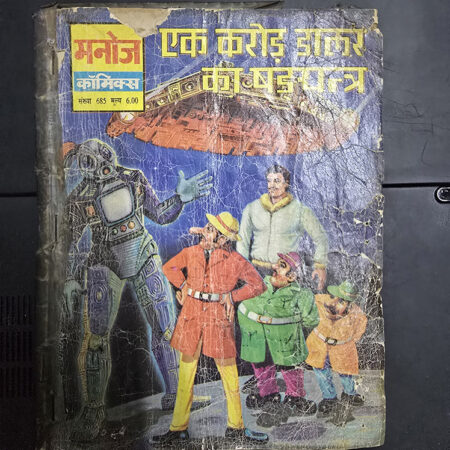 मनोज
कॉमिक्स
संख्या 685 मूल्य 6.00
एक करोड़ डालर
का षड़यन्त्र